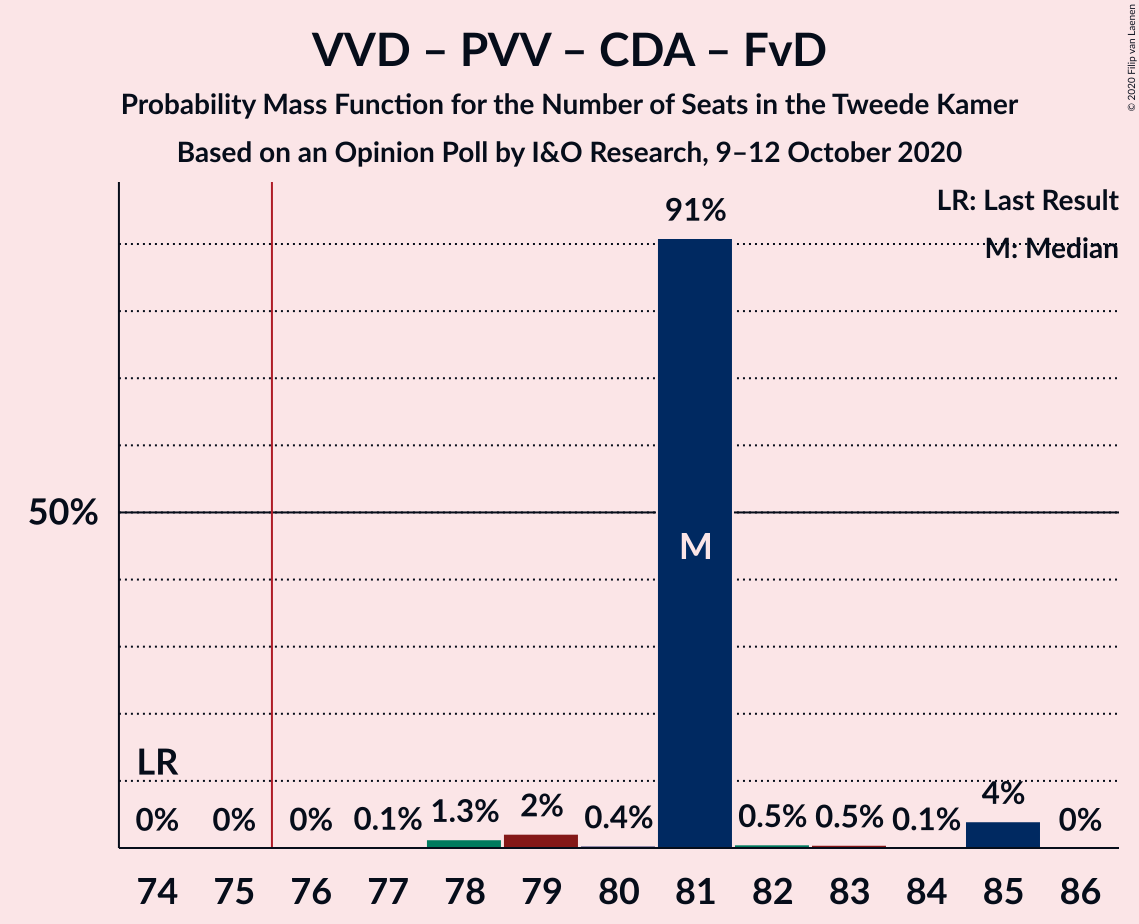 VVD – PVV – CDA – FvD
Probability Mass Function for the Number of Seats in the Tweede Kamer
Based on an Opinion Poll by I&O Research, 9–12 October 2020
© 2020 Filip van Laenen
LR: Last Result
M: Median
91%
50%
M
LR
0% 0% 0% 0.1% 1.3% 2% 0.4% 0.5% 0.5% 0.1% 4% 0%
74 75 76 77 78 79 80 81 82 83 84 85 86